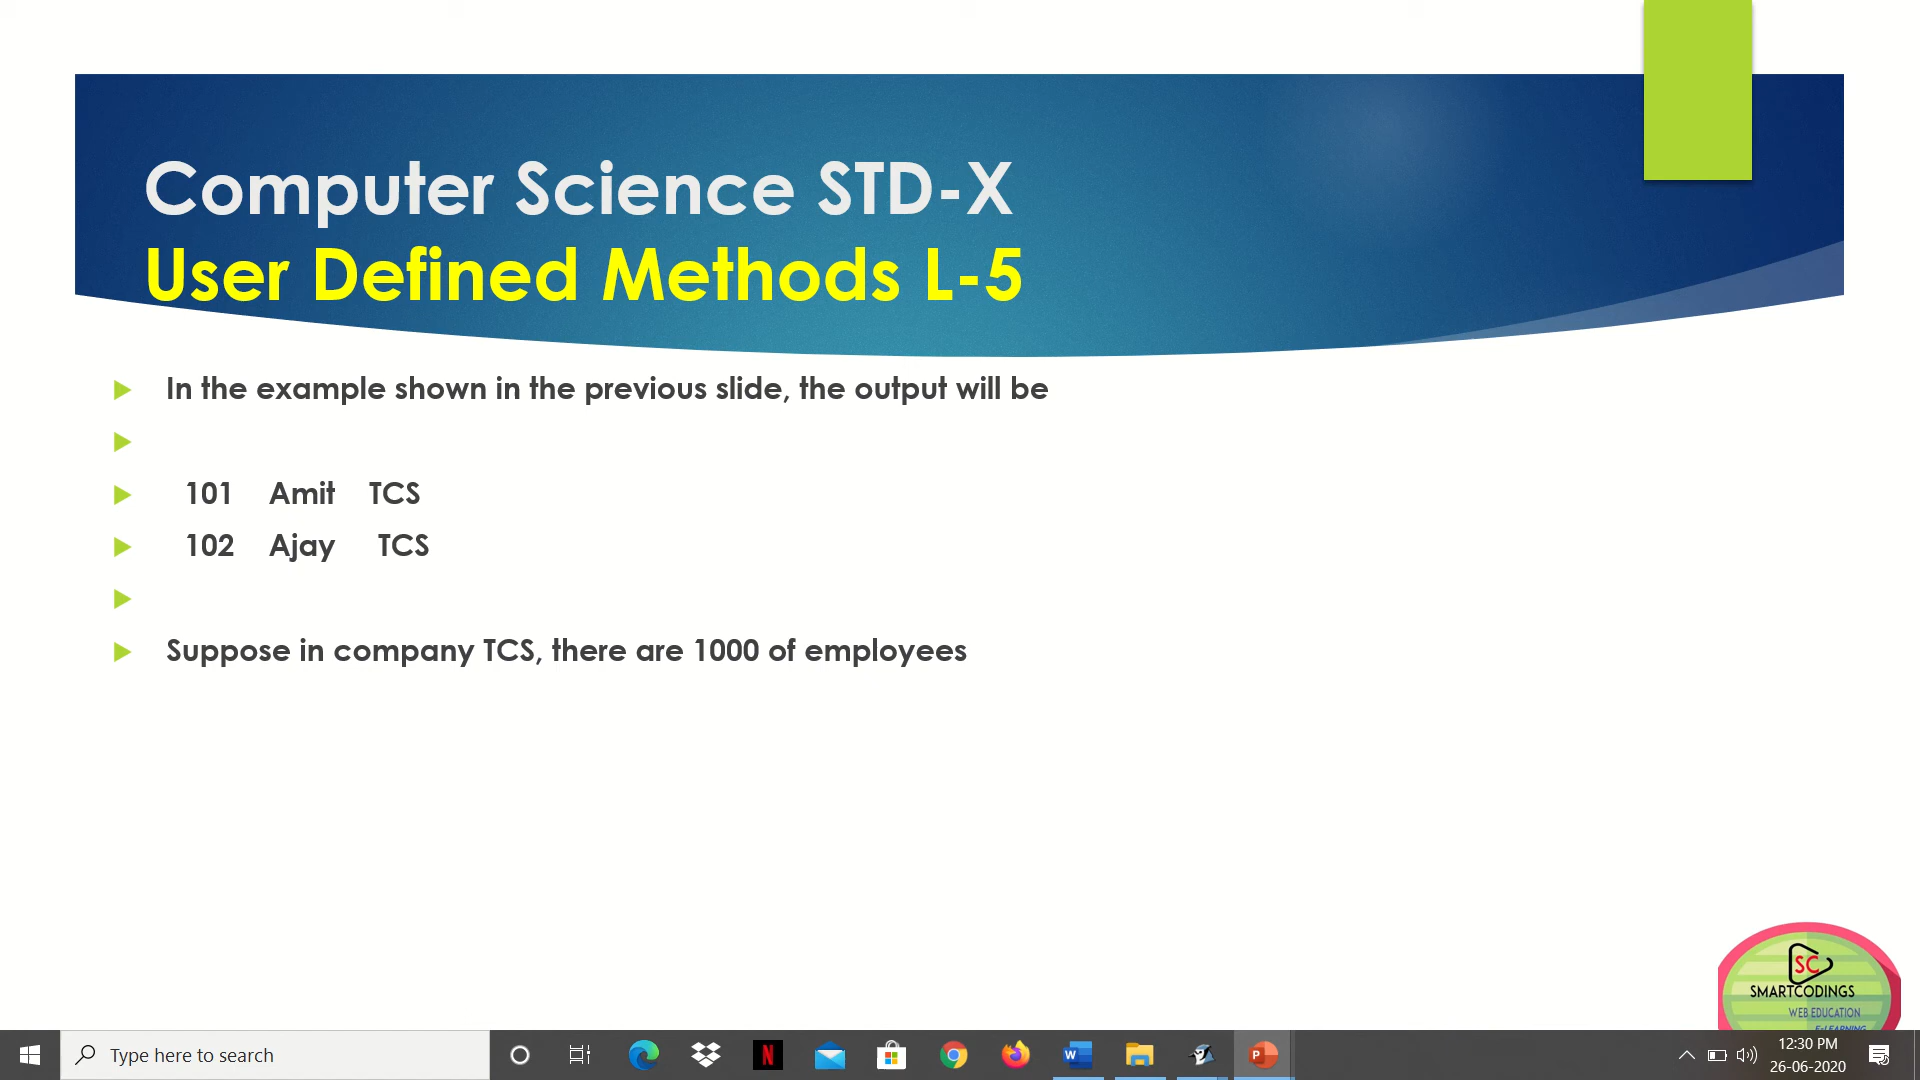 Computer Science STD-X
User Defined Methods L-5
In the example shown in the previous slide, the output will be
101 Amit TCS
102 Ajay TCS
Suppose in company TCS, there are 1000 of employees
SC
SMARTCODINGS
WEB EDUCATION
E-LEARNING
Type here to search
N
W
P
12:30 PM
26-06-2020